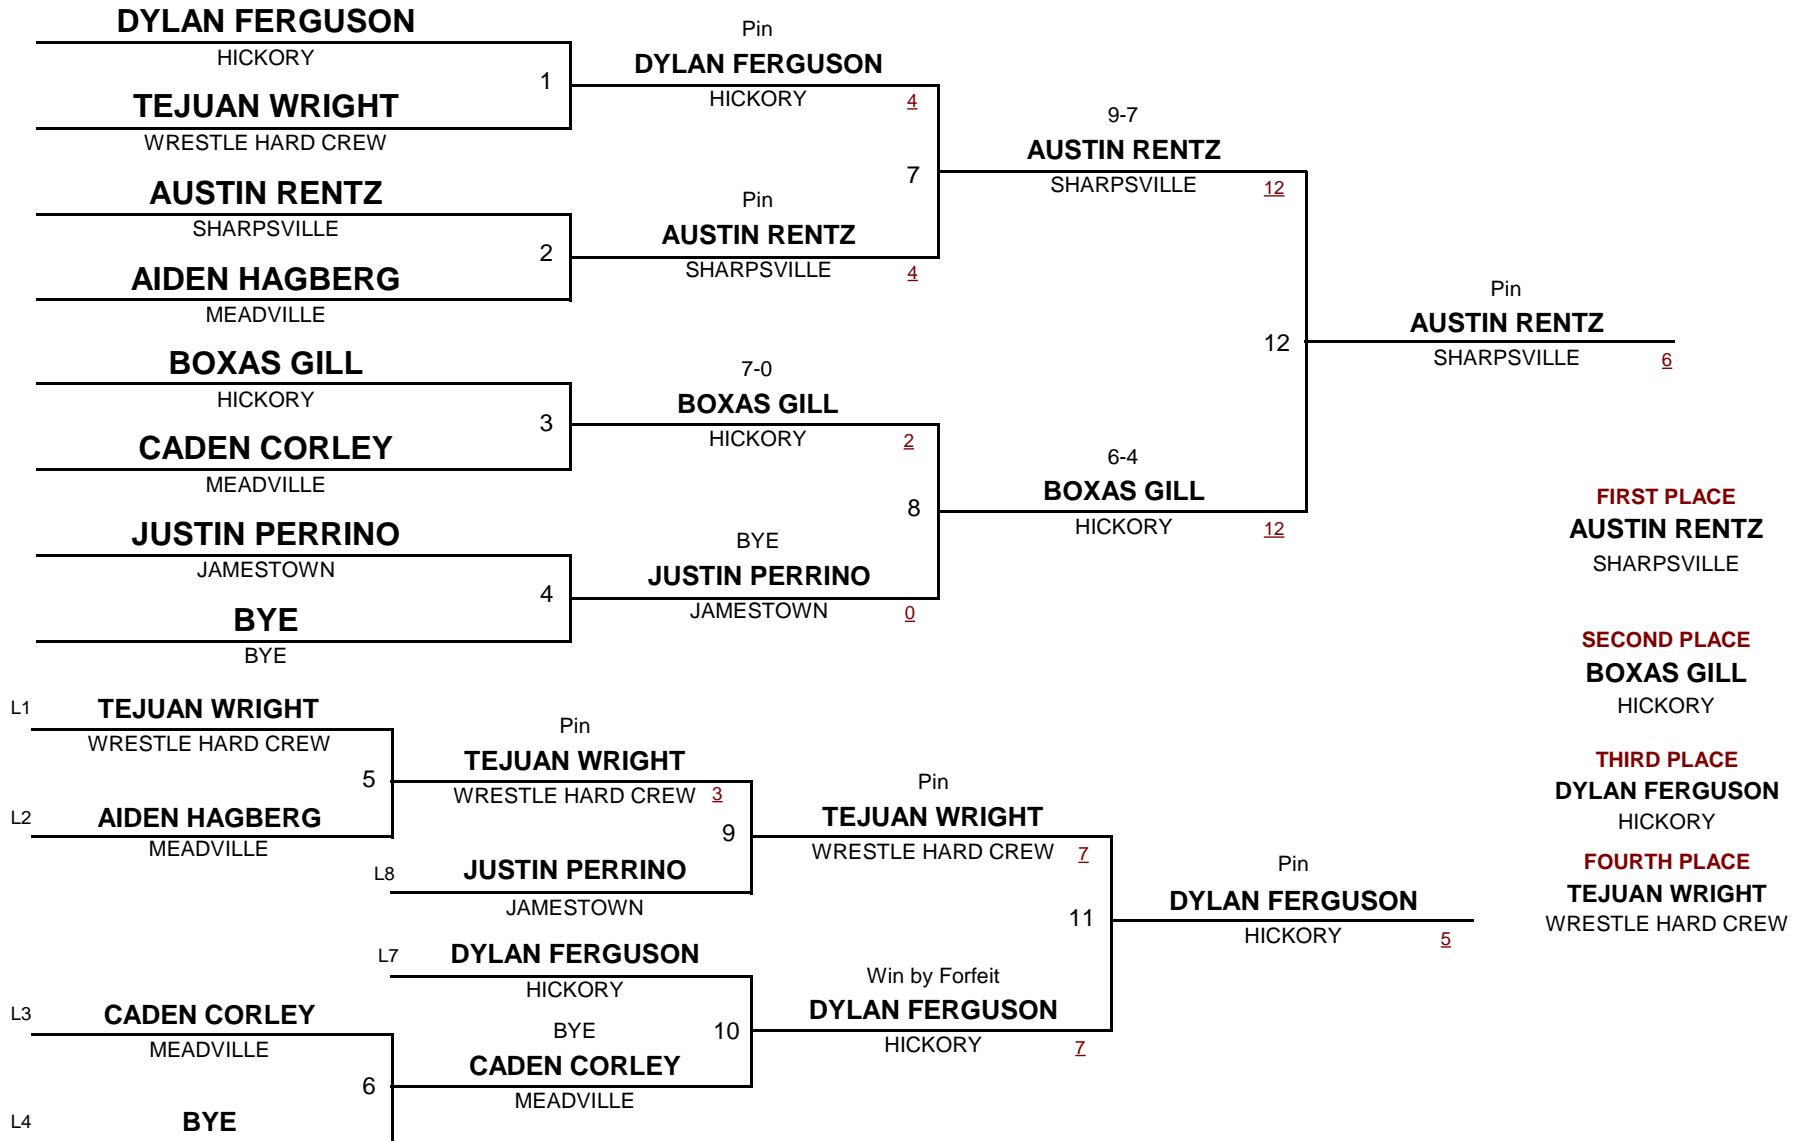 DYLAN FERGUSON
HICKORY
1
TEJUAN WRIGHT
WRESTLE HARD CREW
Pin
DYLAN FERGUSON
HICKORY 4
AUSTIN RENTZ
SHARPSVILLE
2
AIDEN HAGBERG
MEADVILLE
7
Pin
AUSTIN RENTZ
SHARPSVILLE 4
9-7
AUSTIN RENTZ
SHARPSVILLE 12
BOXAS GILL
HICKORY
3
CADEN CORLEY
MEADVILLE
7-0
BOXAS GILL
HICKORY 2
JUSTIN PERRINO
JAMESTOWN
4
BYE
BYE
8
BYE
JUSTIN PERRINO
JAMESTOWN 0
6-4
BOXAS GILL
HICKORY 12
12
Pin
AUSTIN RENTZ
SHARPSVILLE 6
FIRST PLACE
AUSTIN RENTZ
SHARPSVILLE
SECOND PLACE
BOXAS GILL
HICKORY
THIRD PLACE
DYLAN FERGUSON
HICKORY
FOURTH PLACE
TEJUAN WRIGHT
WRESTLE HARD CREW
L1 TEJUAN WRIGHT
WRESTLE HARD CREW
5
L2 AIDEN HAGBERG
MEADVILLE
Pin
TEJUAN WRIGHT
WRESTLE HARD CREW 3
9
L8 JUSTIN PERRINO
JAMESTOWN
Pin
TEJUAN WRIGHT
WRESTLE HARD CREW 7
L7 DYLAN FERGUSON
HICKORY
L3 CADEN CORLEY
MEADVILLE
6
L4 BYE
BYE
CADEN CORLEY
MEADVILLE
10
Win by Forfeit
DYLAN FERGUSON
HICKORY 7
11
Pin
DYLAN FERGUSON
HICKORY 5